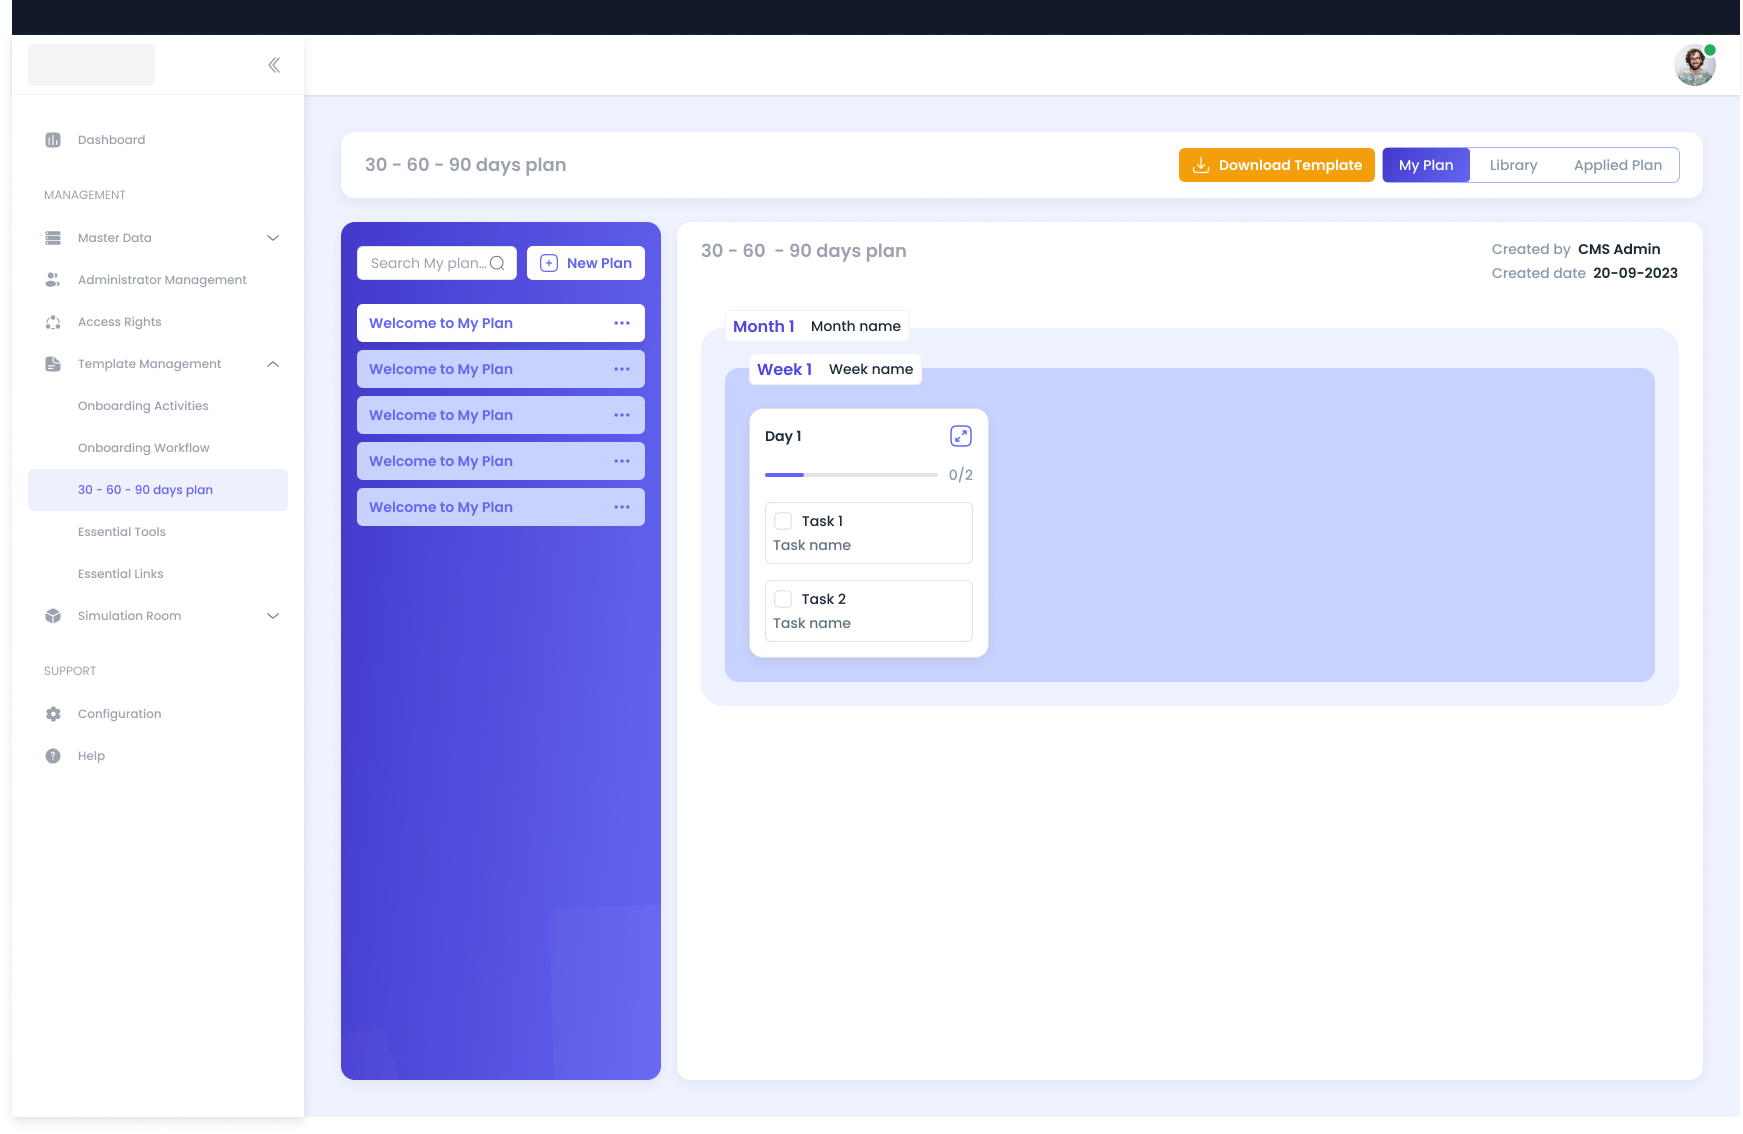 Dashboard
MANAGEMENT
Master Data
Administrator Management
Access Rights
Template Management
Onboarding Activities
Onboarding Workflow
30 - 60 - 90 days plan
Essential Tools
Essential Links
Simulation Room
SUPPORT
Configuration
Help
30 - 60 - 90 days plan
Download Template
My Plan
Library
Applied Plan
Search My plan...
New Plan
Welcome to My Plan
Welcome to My Plan
Welcome to My Plan
Welcome to My Plan
Welcome to My Plan
30 - 60  - 90 days plan
Created by CMS Admin
Created date 20-09-2023
Month 1 Month name
Week 1 Week name
Day 1
0/2
Task 1
Task name
Task 2
Task name